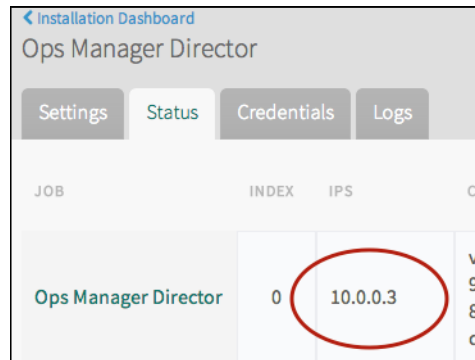 Installation Dashboard
Ops Manager Director
Settings Status Credentials Logs
JOB INDEX IPS
Ops Manager Director 0 10.0.0.3